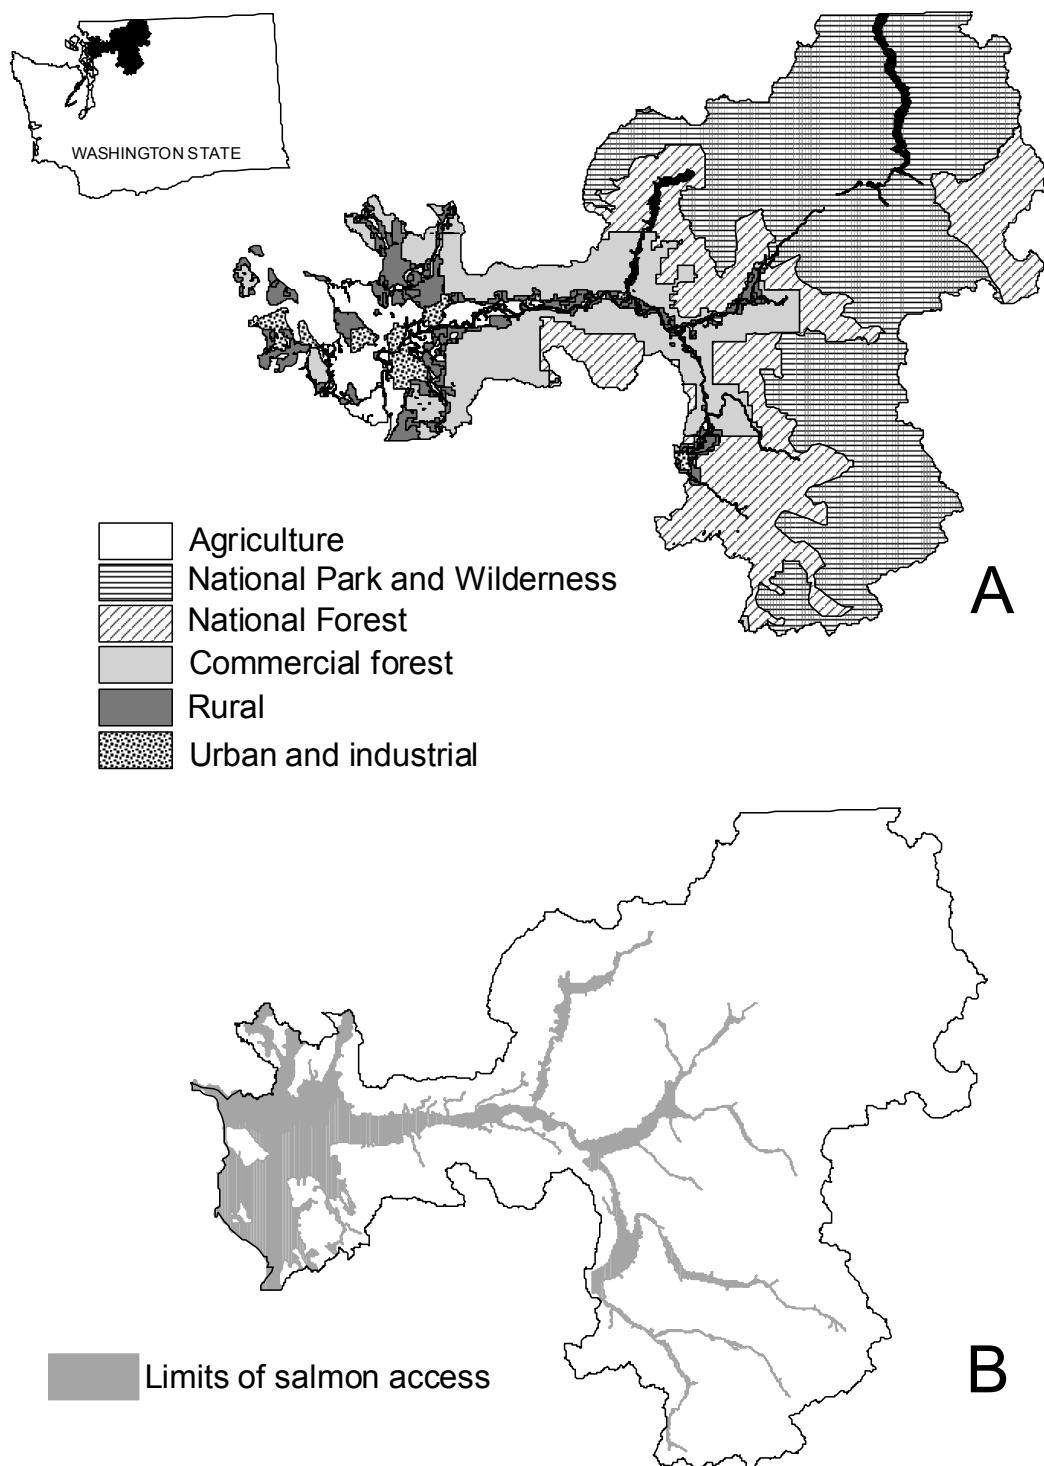 WASHINGTON STATE
Agriculture
National Park and Wilderness
National Forest
Commercial forest
Rural
Urban and industrial
A
Limits of salmon access
B